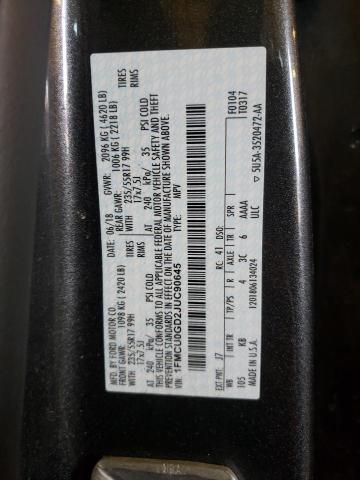 MFD. BY FORD MOTOR CO.
DATE: 06/18 GVWR: 2096 KG ( 4620 LB)
FRONT GAWR: 1098 KG ( 2420 LB) REAR GAWR: 1006 KG ( 2218 LB)
WITH 235/55R17 99H TIRES WITH 235/55R17 99H TIRES
17x7.5J RIMS 17x7.5J RIMS
AT 240 kPa/ 35 PSI COLD AT 240 kPa/ 35 PSI COLD
THIS VEHICLE CONFORMS TO ALL APPLICABLE FEDERAL MOTOR VEHICLE SAFETY AND THEFT
PREVENTION STANDARDS IN EFFECT ON THE DATE OF MANUFACTURE SHOWN ABOVE.
VIN: 1FMCU0GD2JUC90645
TYPE: MPV
F0104
T0317
EXT PNT: J7 RC: 41 DSO:
WB INT TR TP/PS R AXLE TR SPR
105 KB 4 3C 6 AAAA
1201806134024 ULC
5U5A-3520472-AA